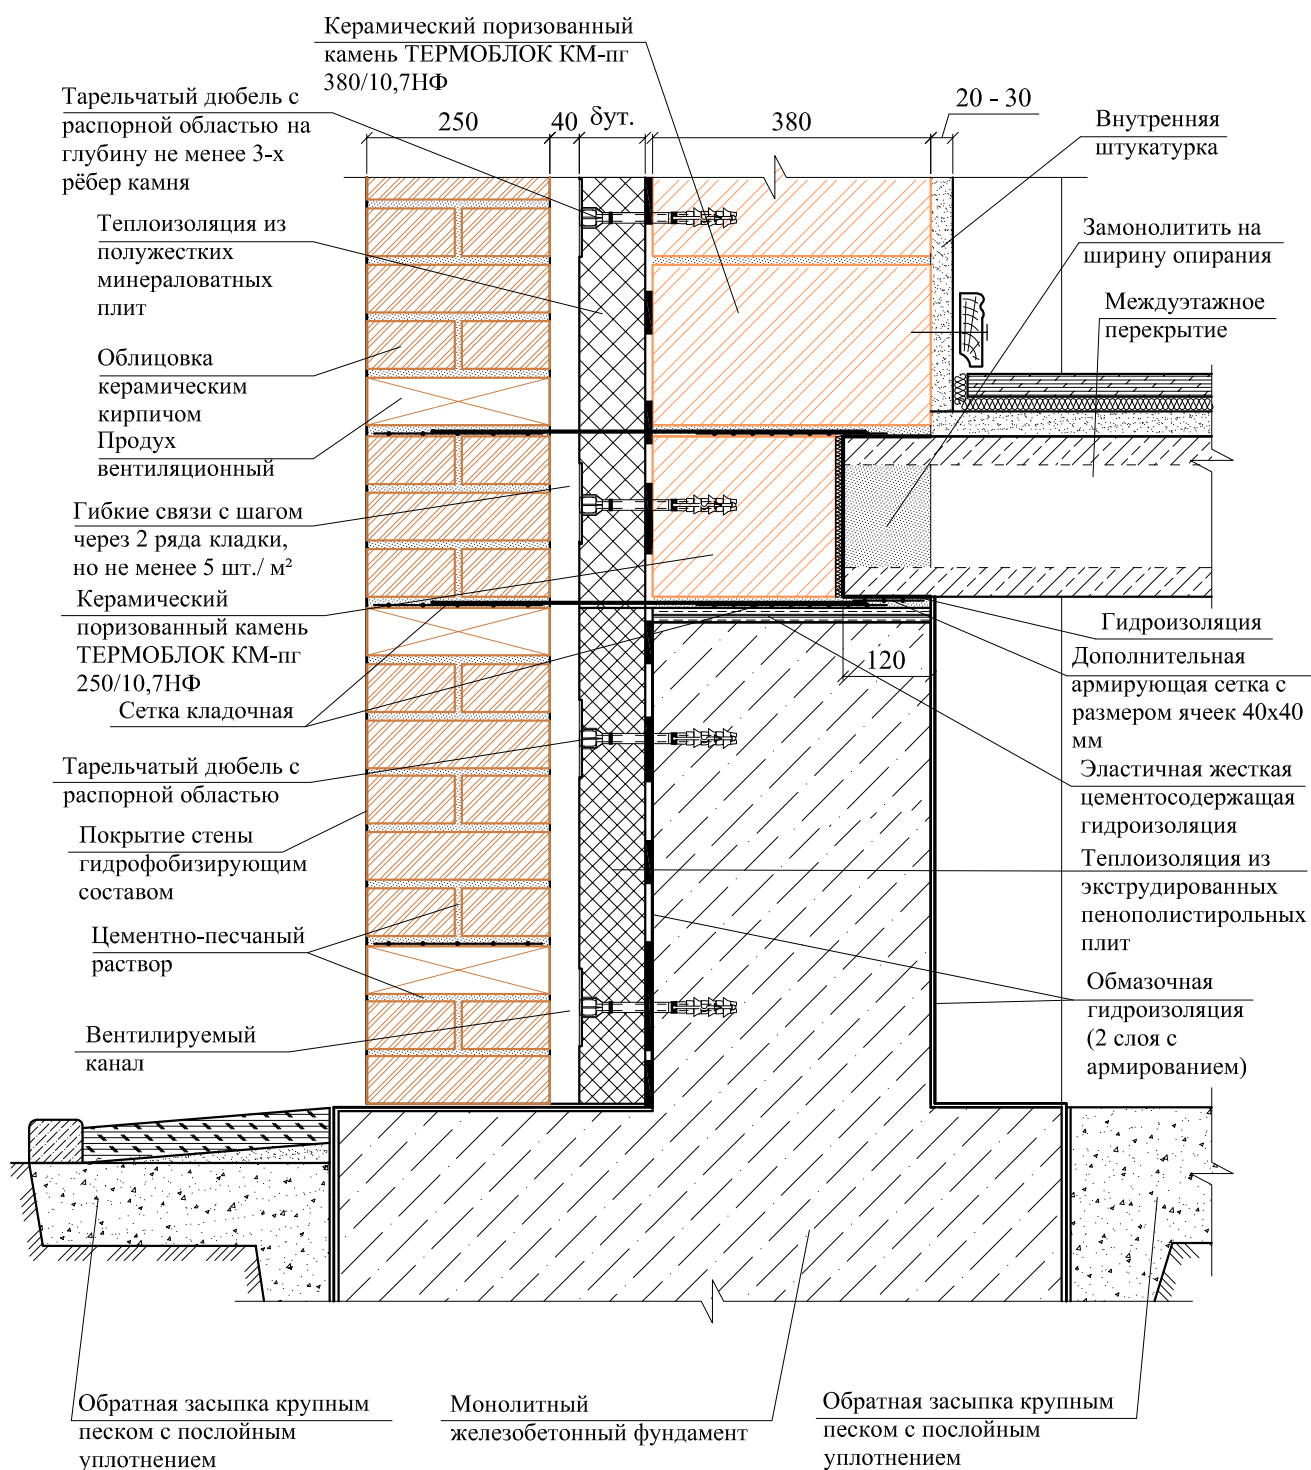 Керамический поризованный
камень ТЕРМОБЛОК КМ-пг
380/10,7НФ
Тарельчатый дюбель с
распорной областью на
глубину не менее 3-х
рёбер камня
250
40
δут.
380
20 - 30
Внутренняя
штукатурка
Теплоизоляция из
полужестких
минераловатных
плит
Замонолитить на
ширину опирания
Междуэтажное
перекрытие
Облицовка
керамическим
кирпичом
Продух
вентиляционный
Гибкие связи с шагом
через 2 ряда кладки,
но не менее 5 шт./ м²
Керамический
поризованный камень
ТЕРМОБЛОК КМ-пг
250/10,7НФ
Сетка кладочная
120
Гидроизоляция
Дополнительная
армирующая сетка с
размером ячеек 40х40
мм
Тарельчатый дюбель с
распорной областью
Эластичная жесткая
цементосодержащая
гидроизоляция
Покрытие стены
гидрофобизирующим
составом
Теплоизоляция из
экструдированных
пенополистирольных
плит
Цементно-песчаный
раствор
Обмазочная
гидроизоляция
(2 слоя с
армированием)
Вентилируемый
канал
Обратная засыпка крупным
песком с послойным
уплотнением
Монолитный
железобетонный фундамент
Обратная засыпка крупным
песком с послойным
уплотнением